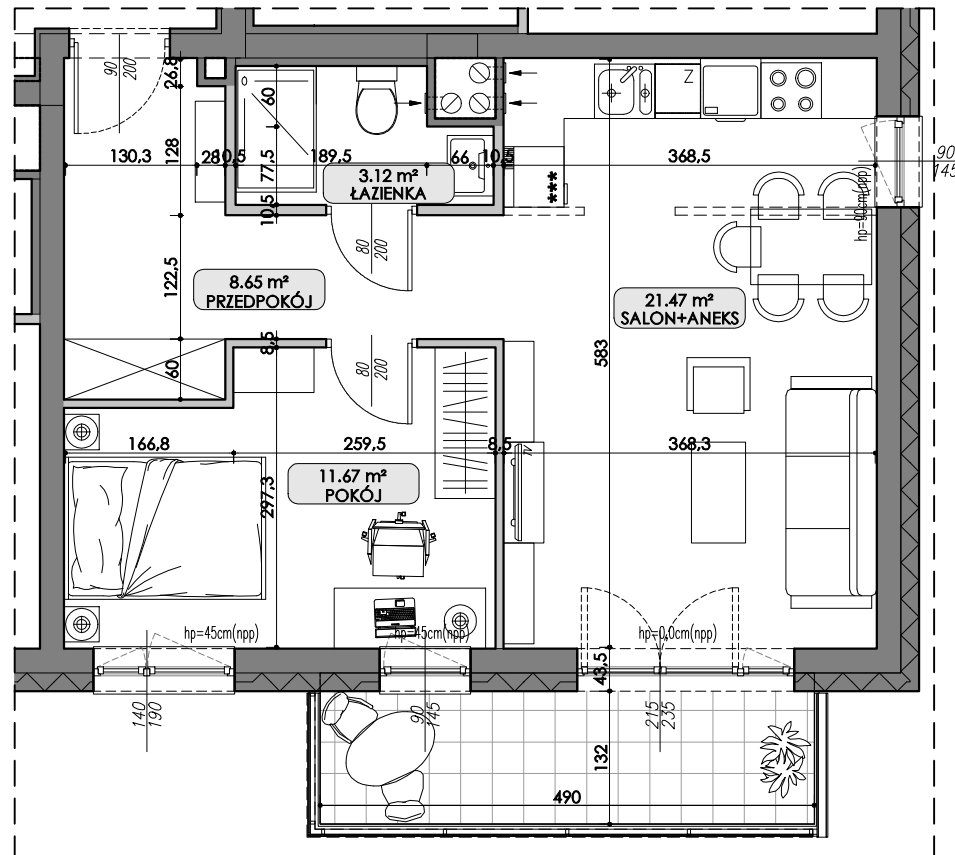 90
200
26,8
60
Z
130,3
128
28
10,5
77,5
189,5
66
10,5
368,5
90
145
3.12 m²
ŁAZIENKA
***
hp=90cm(npp)
10,5
80
200
122,5
8.65 m²
PRZEDPOKÓJ
21.47 m²
SALON+ANEKS
8,5
583
60
80
200
166,8
259,5
8,5
368,3
TV
11.67 m²
POKÓJ
297,3
hp=45cm(npp)
hp=45cm(npp)
hp=0,0cm(npp)
43,5
140
190
90
145
215
235
132
490